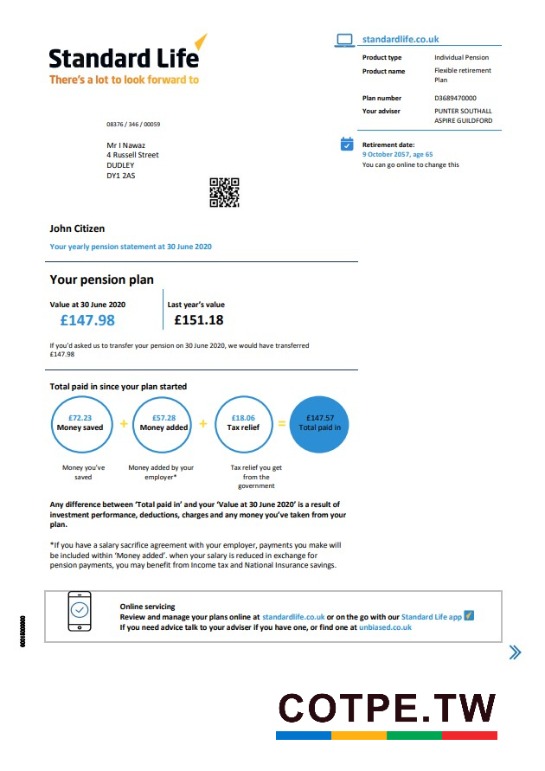 Standard Life
There's a lot to look forward to
standardlife.co.uk
Product type Individual Pension
Product name Flexible retirement
Plan
Plan number D3689470000
Your adviser PUNTER SOUTHALL
ASPIRE GUILDFORD
Retirement date:
9 October 2057, age 65
You can go online to change this
08376 / 346 / 00059
Mr I Nawaz
4 Russell Street
DUDLEY
DY1 2AS
John Citizen
Your yearly pension statement at 30 June 2020
Your pension plan
Value at 30 June 2020
£147.98
Last year's value
£151.18
If you'd asked us to transfer your pension on 30 June 2020, we would have transferred
£147.98
Total paid in since your plan started
£72.23
Money saved
+
£57.28
Money added
+
£18.06
Tax relief
=
£147.57
Total paid in
Money you've
saved
Money added by your
employer*
Tax relief you get
from the
government
Any difference between 'Total paid in' and your 'Value at 30 June 2020' is a result of
investment performance, deductions, charges and any money you've taken from your
plan.
*If you have a salary sacrifice agreement with your employer, payments you make will
be included within 'Money added'. when your salary is reduced in exchange for
pension payments, you may benefit from Income tax and National Insurance savings.
Online servicing
Review and manage your plans online at standardlife.co.uk or on the go with our Standard Life app
If you need advice talk to your adviser if you have one, or find one at unbiased.co.uk
COTPE.TW